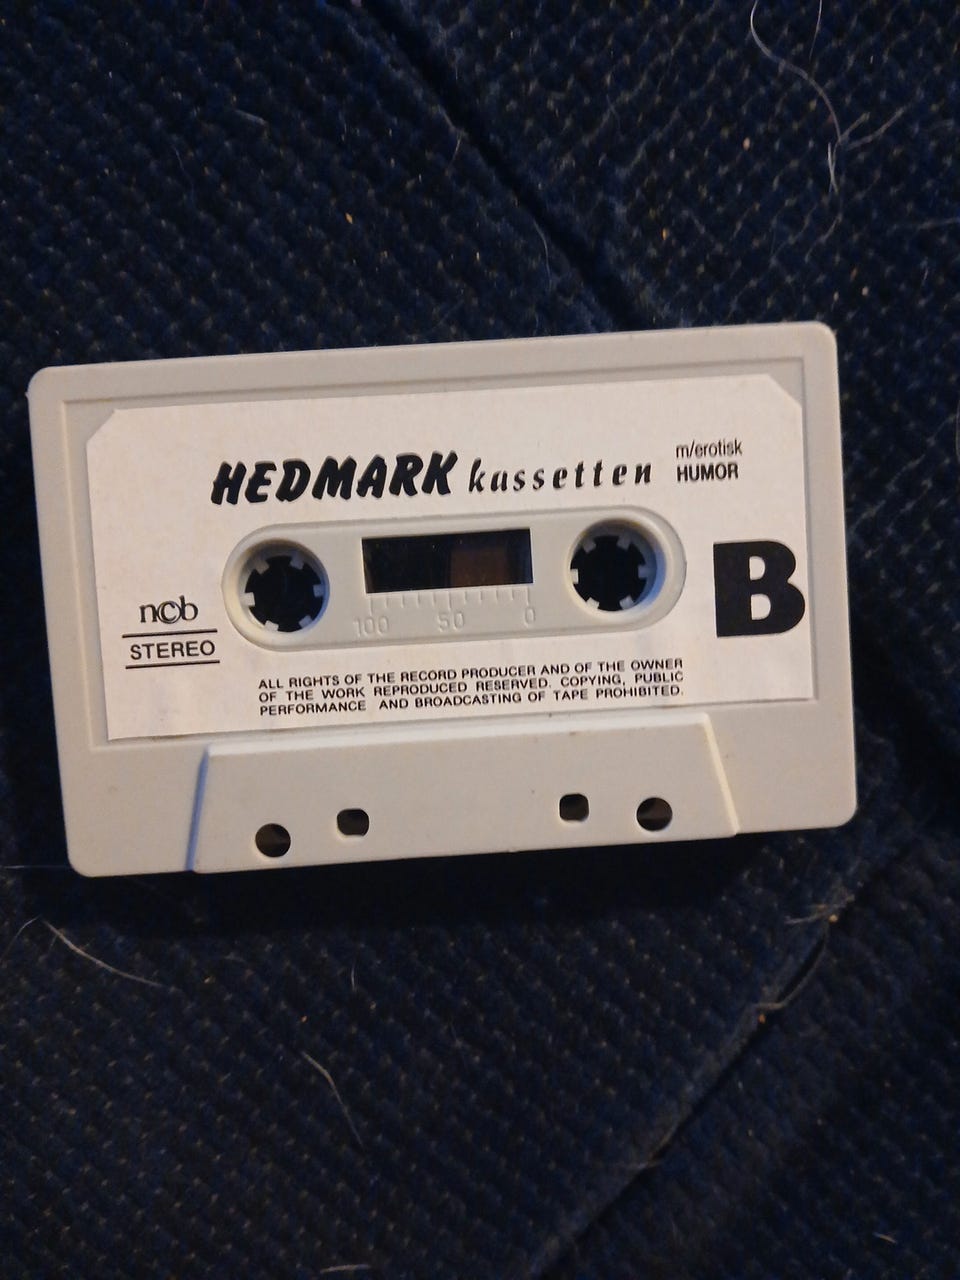 HEDMARK kassetten
m/erotisk
HUMOR
B
ncb
STEREO
100 50 0
ALL RIGHTS OF THE RECORD PRODUCER AND OF THE OWNER
OF THE WORK REPRODUCED RESERVED. COPYING, PUBLIC
PERFORMANCE AND BROADCASTING OF TAPE PROHIBITED.